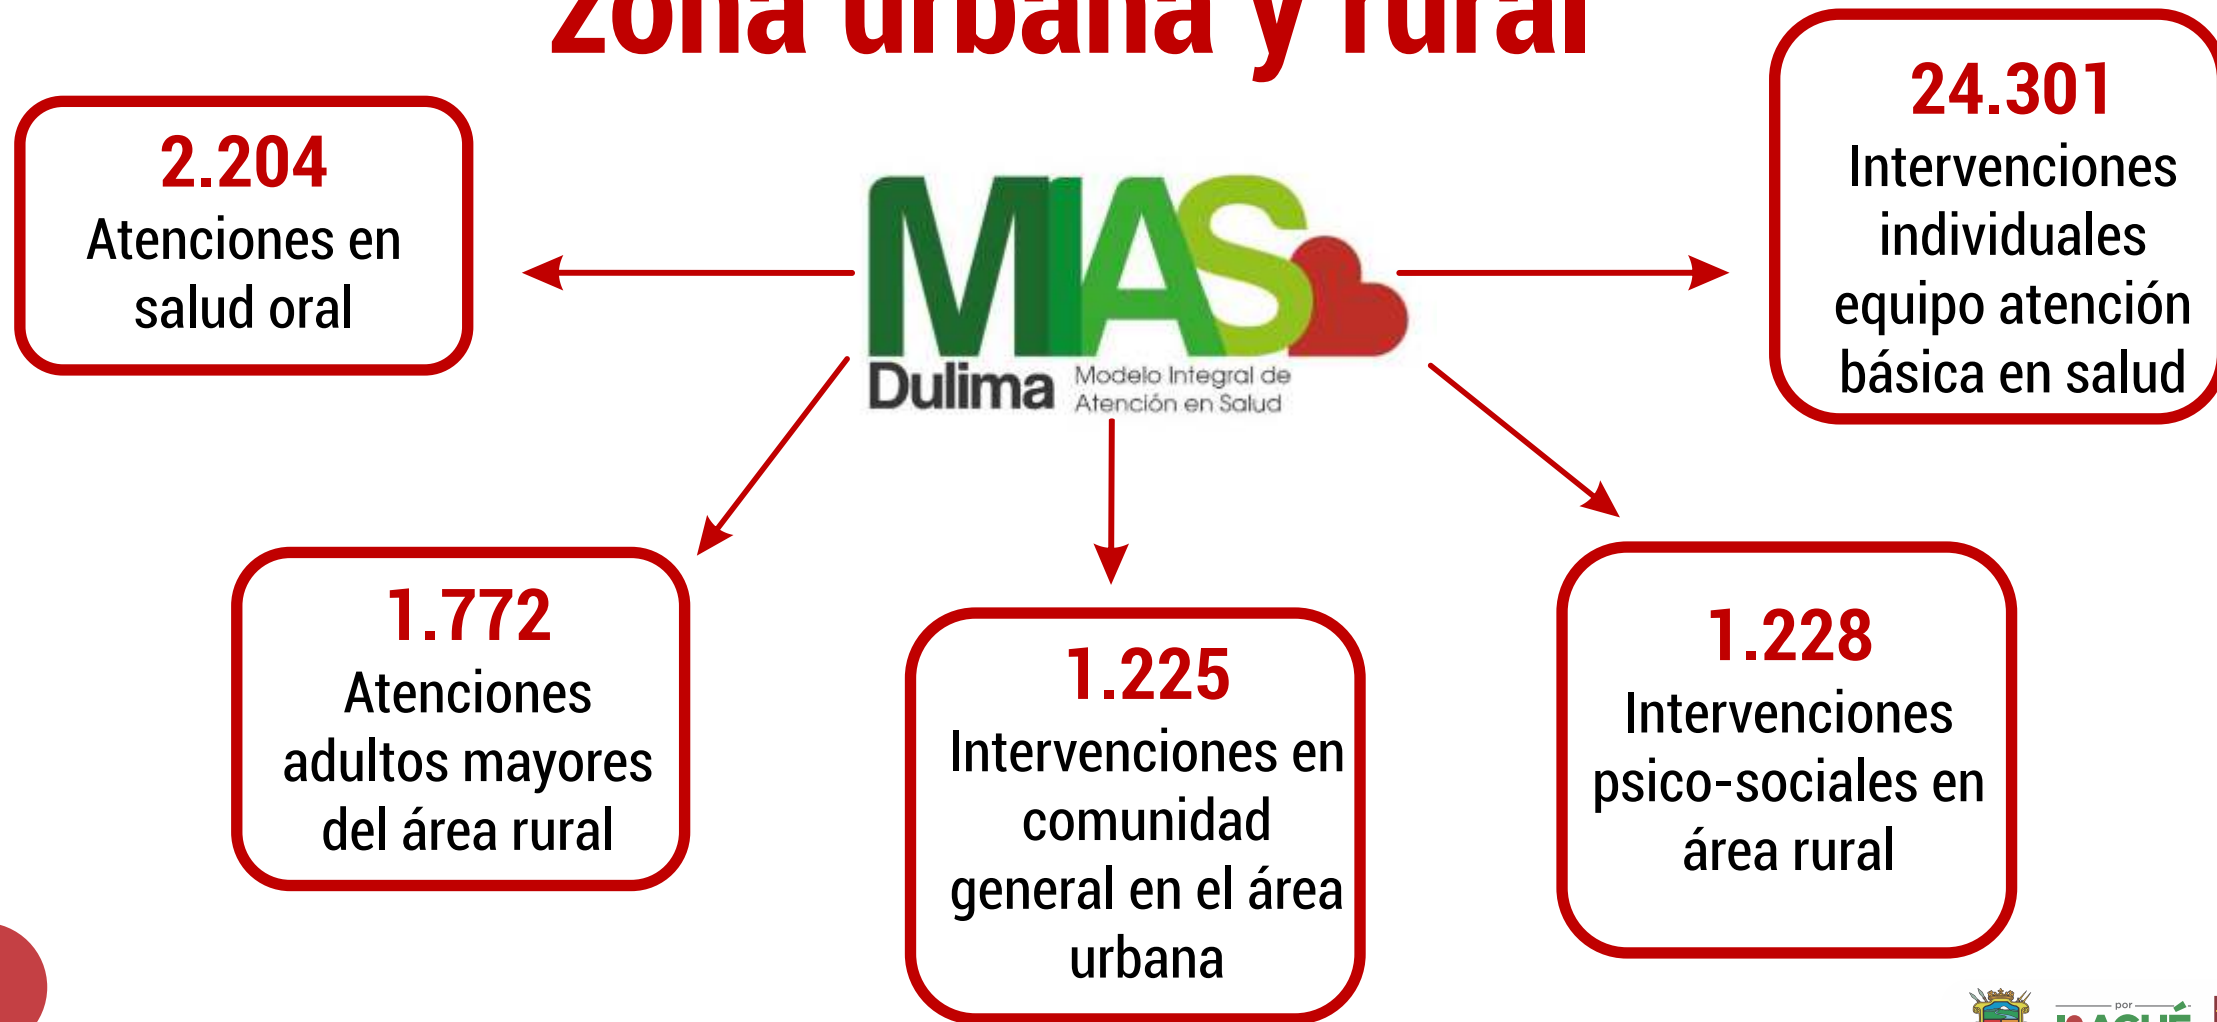 zona urbana y rural
2.204
Atenciones en
salud oral
24.301
Intervenciones
individuales
equipo atención
básica en salud
MIAS
Dulima
Modelo Integral de
Atención en Salud
1.772
Atenciones
adultos mayores
del área rural
1.225
Intervenciones en
comunidad
general en el área
urbana
1.228
Intervenciones
psico-sociales en
área rural
por